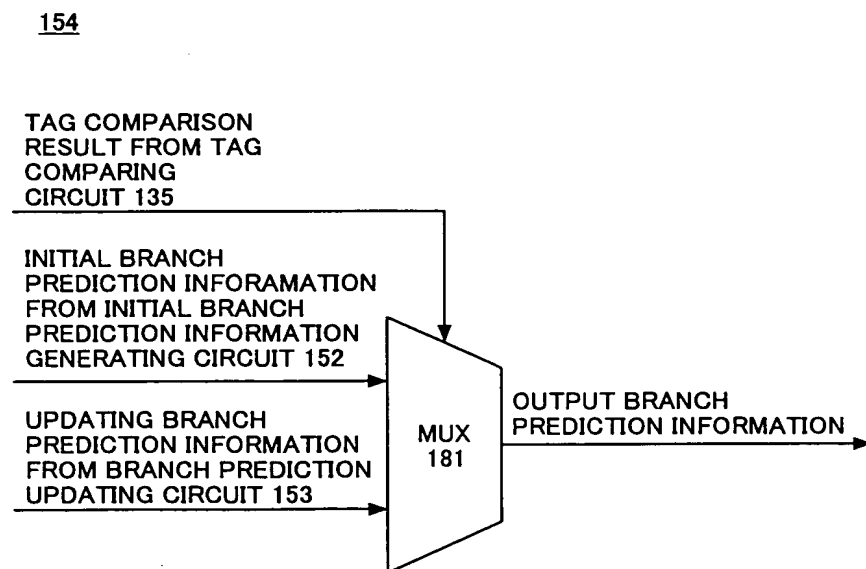 154
TAG COMPARISON
RESULT FROM TAG
COMPARING
CIRCUIT 135
INITIAL BRANCH
PREDICTION INFORAMATION
FROM INITIAL BRANCH
PREDICTION INFORMATION
GENERATING CIRCUIT 152
UPDATING BRANCH
PREDICTION INFORMATION
FROM BRANCH PREDICTION
UPDATING CIRCUIT 153
MUX
181
OUTPUT BRANCH
PREDICTION INFORMATION